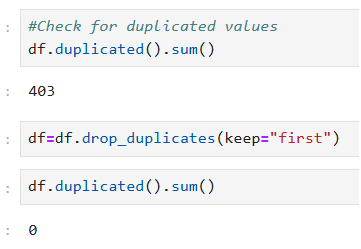 #Check for duplicated values
df.duplicated().sum()
403
df=df.drop_duplicates(keep="first")
df.duplicated().sum()
0